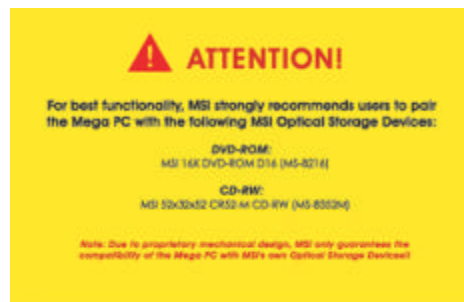 ATTENTION!
For best functionality, MSI strongly recommends users to pair
the Mega PC with the following MSI Optical Storage Devices:
DVD-ROM:
MSI 16X DVD-ROM D16 (MS-8216)
CD-RW:
MSI 52x32x52 CR52-M CD-RW (MS-8352M)
Note: Due to proprietary mechanical design, MSI only guarantees the
compatibility of the Mega PC with MSI's own Optical Storage Devices!!